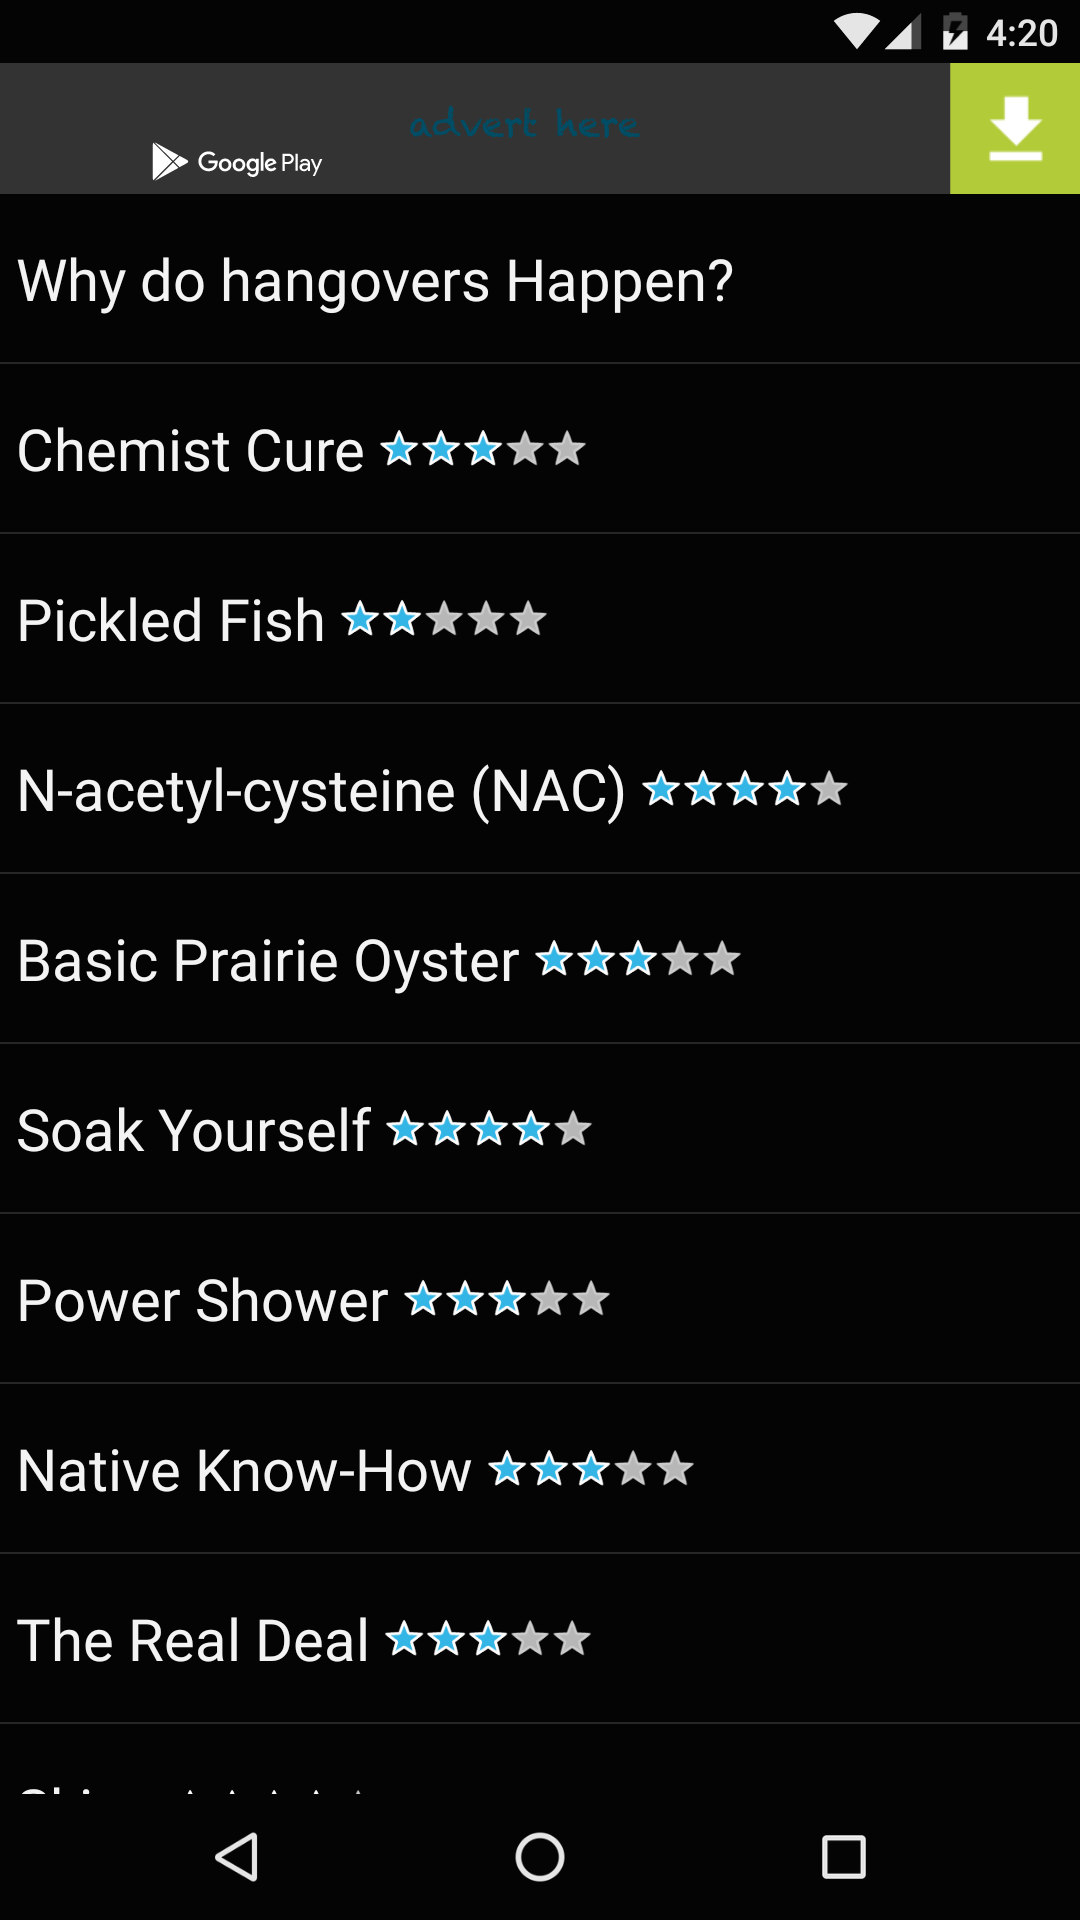 4:20
advert here
Google Play
Why do hangovers Happen?
Chemist Cure
Pickled Fish
N-acetyl-cysteine (NAC)
Basic Prairie Oyster
Soak Yourself
Power Shower
Native Know-How
The Real Deal